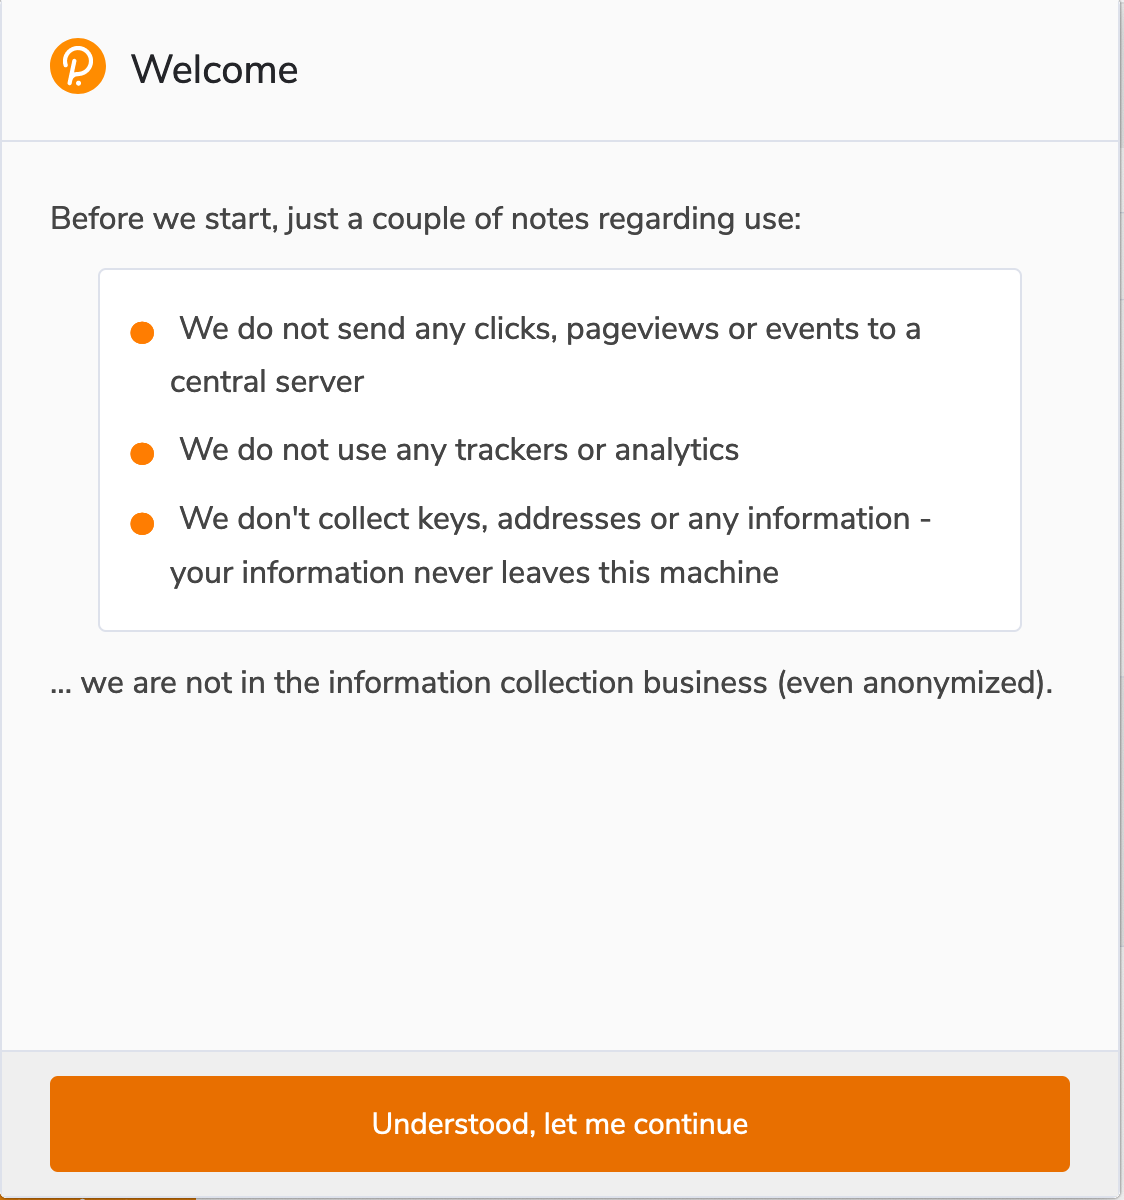 Welcome
Before we start, just a couple of notes regarding use:
We do not send any clicks, pageviews or events to a
central server
We do not use any trackers or analytics
We don't collect keys, addresses or any information -
your information never leaves this machine
... we are not in the information collection business (even anonymized).
Understood, let me continue